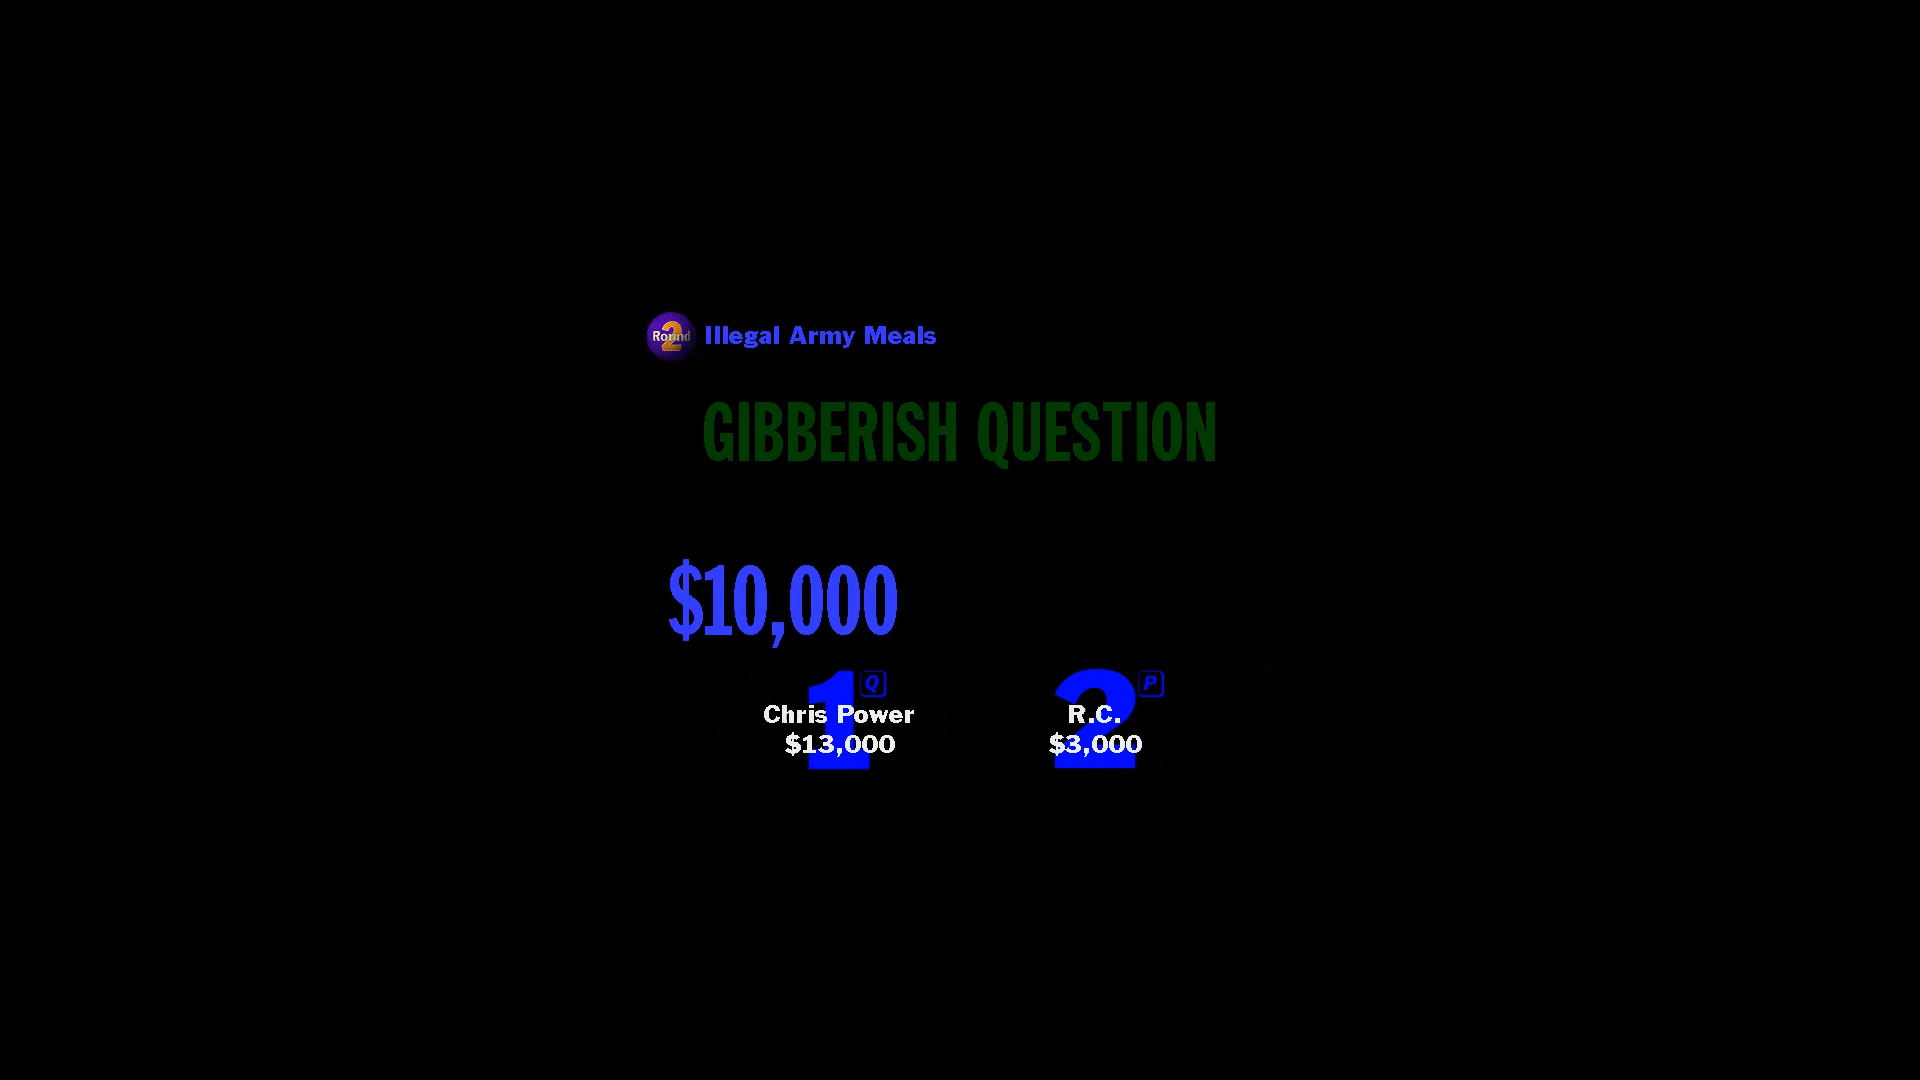 Round 2 Illegal Army Meals
GIBBERISH QUESTION
$10,000
1 Q 2 P
Chris Power R.C.
$13,000 $3,000